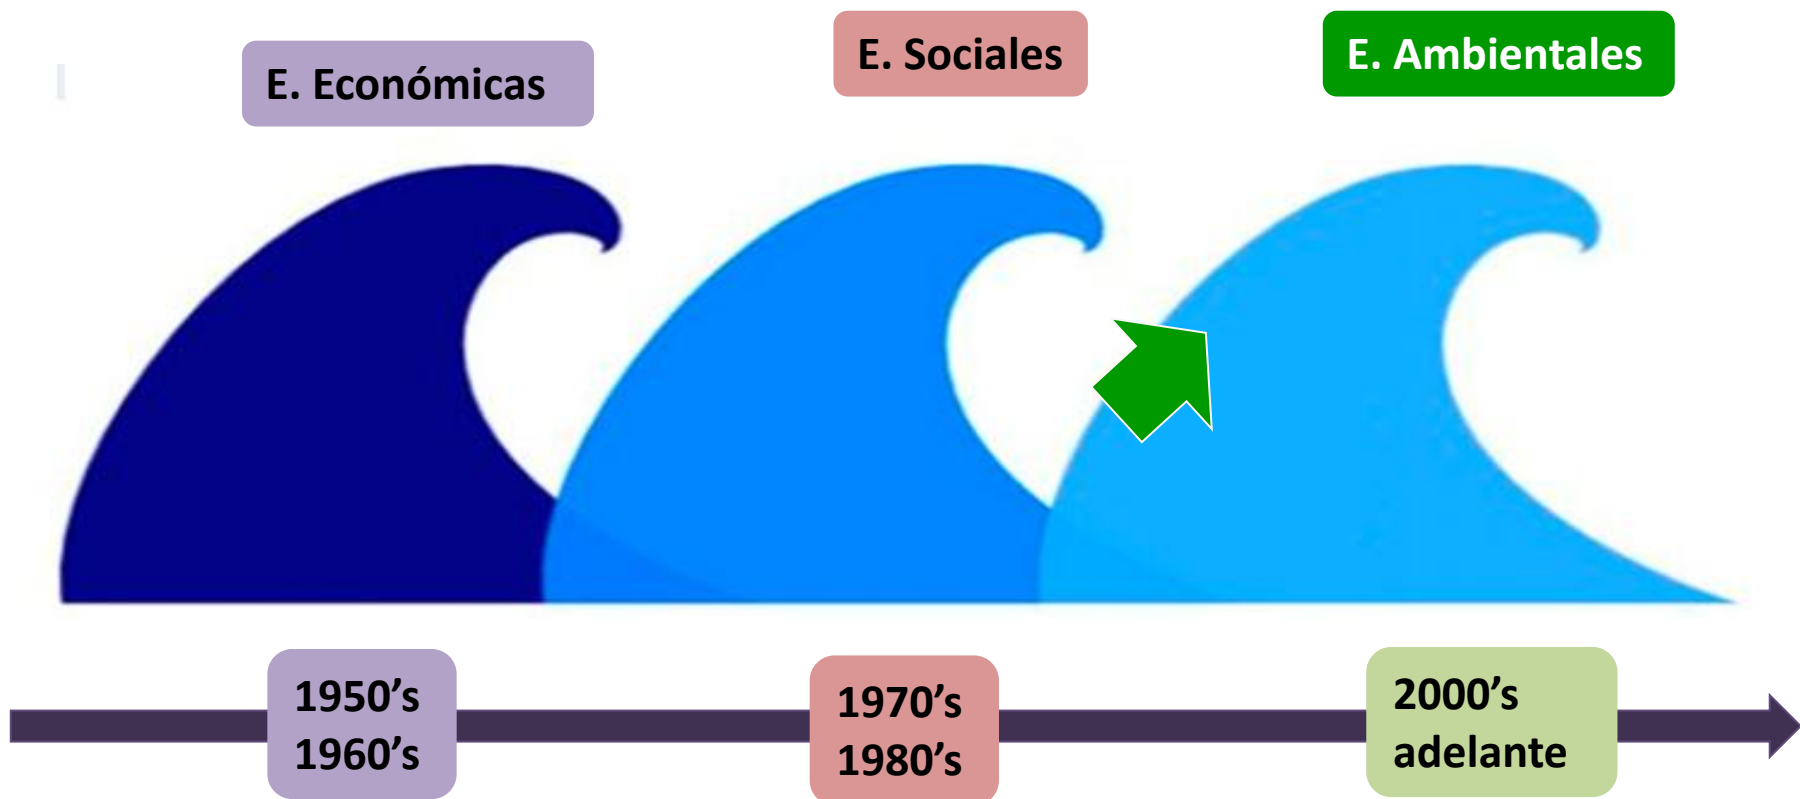 E. Económicas
E. Sociales
E. Ambientales
1950’s
1960’s
1970’s
1980’s
2000’s
adelante